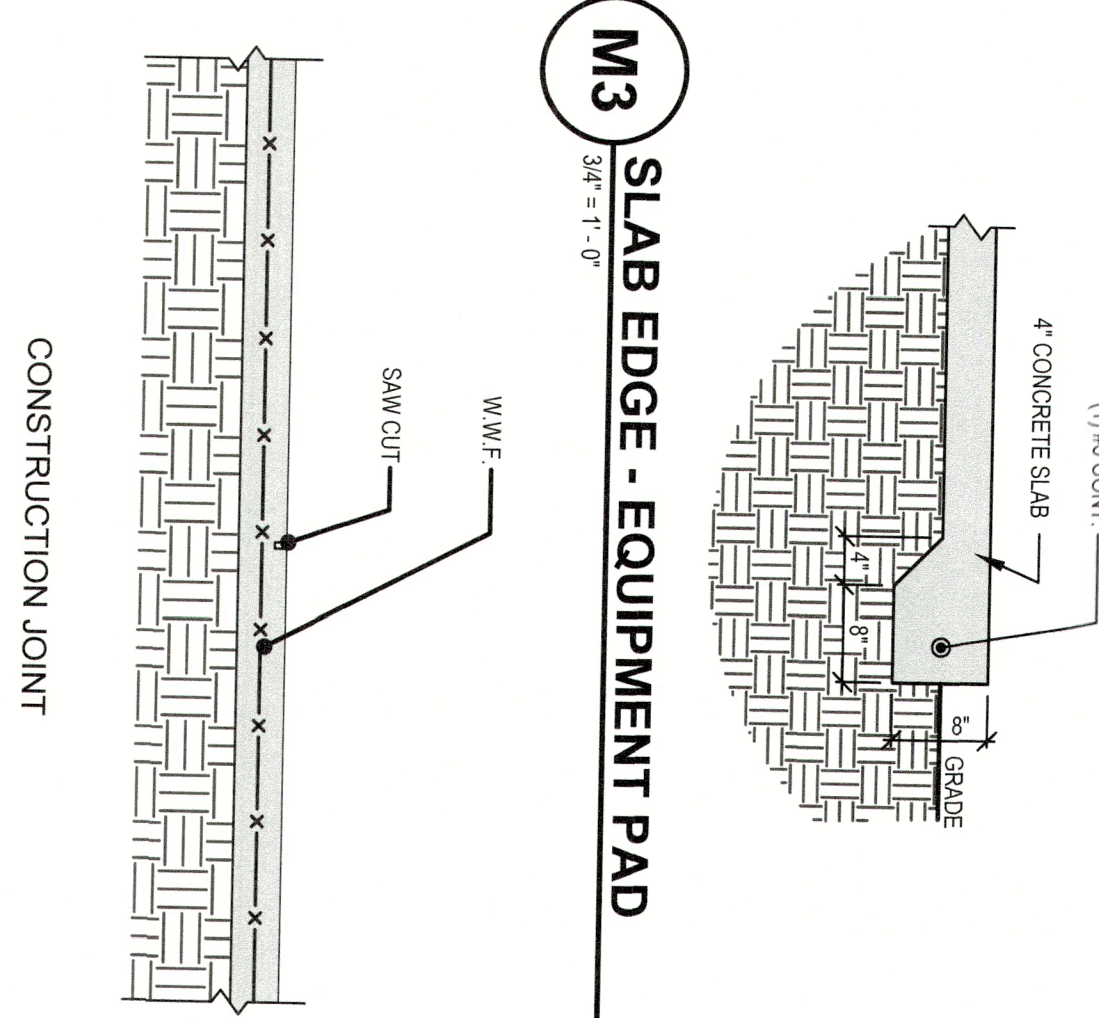 4" CONCRETE SLAB
4"
8"
8"
GRADE
M3
SLAB EDGE - EQUIPMENT PAD
3/4" = 1' - 0"
W.W.F.
SAW CUT
CONSTRUCTION JOINT